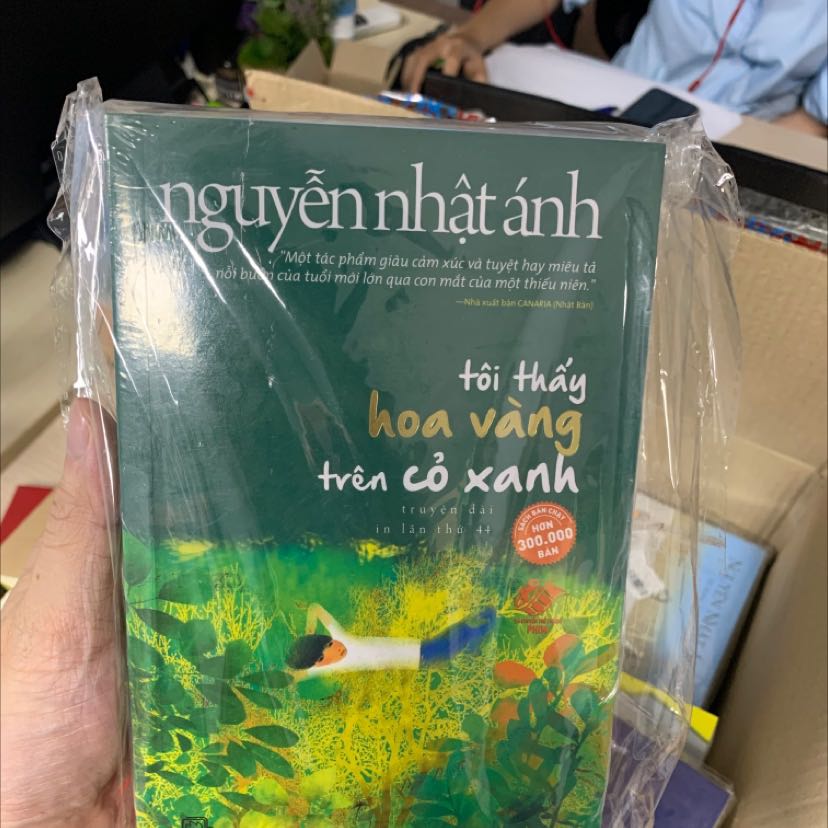 nguyễn nhật ánh
"Một tác phẩm giàu cảm xúc và tuyệt hay miêu tả
nỗi buồn của tuổi mới lớn qua con mắt của một thiếu niên."
—Nhà xuất bản CANARIA (Nhật Bản)
tôi thấy
hoa vàng
trên cỏ xanh
truyện dài
in lần thứ 44
SÁCH BÁN CHẠY
HƠN
300.000
BẢN
PHIM